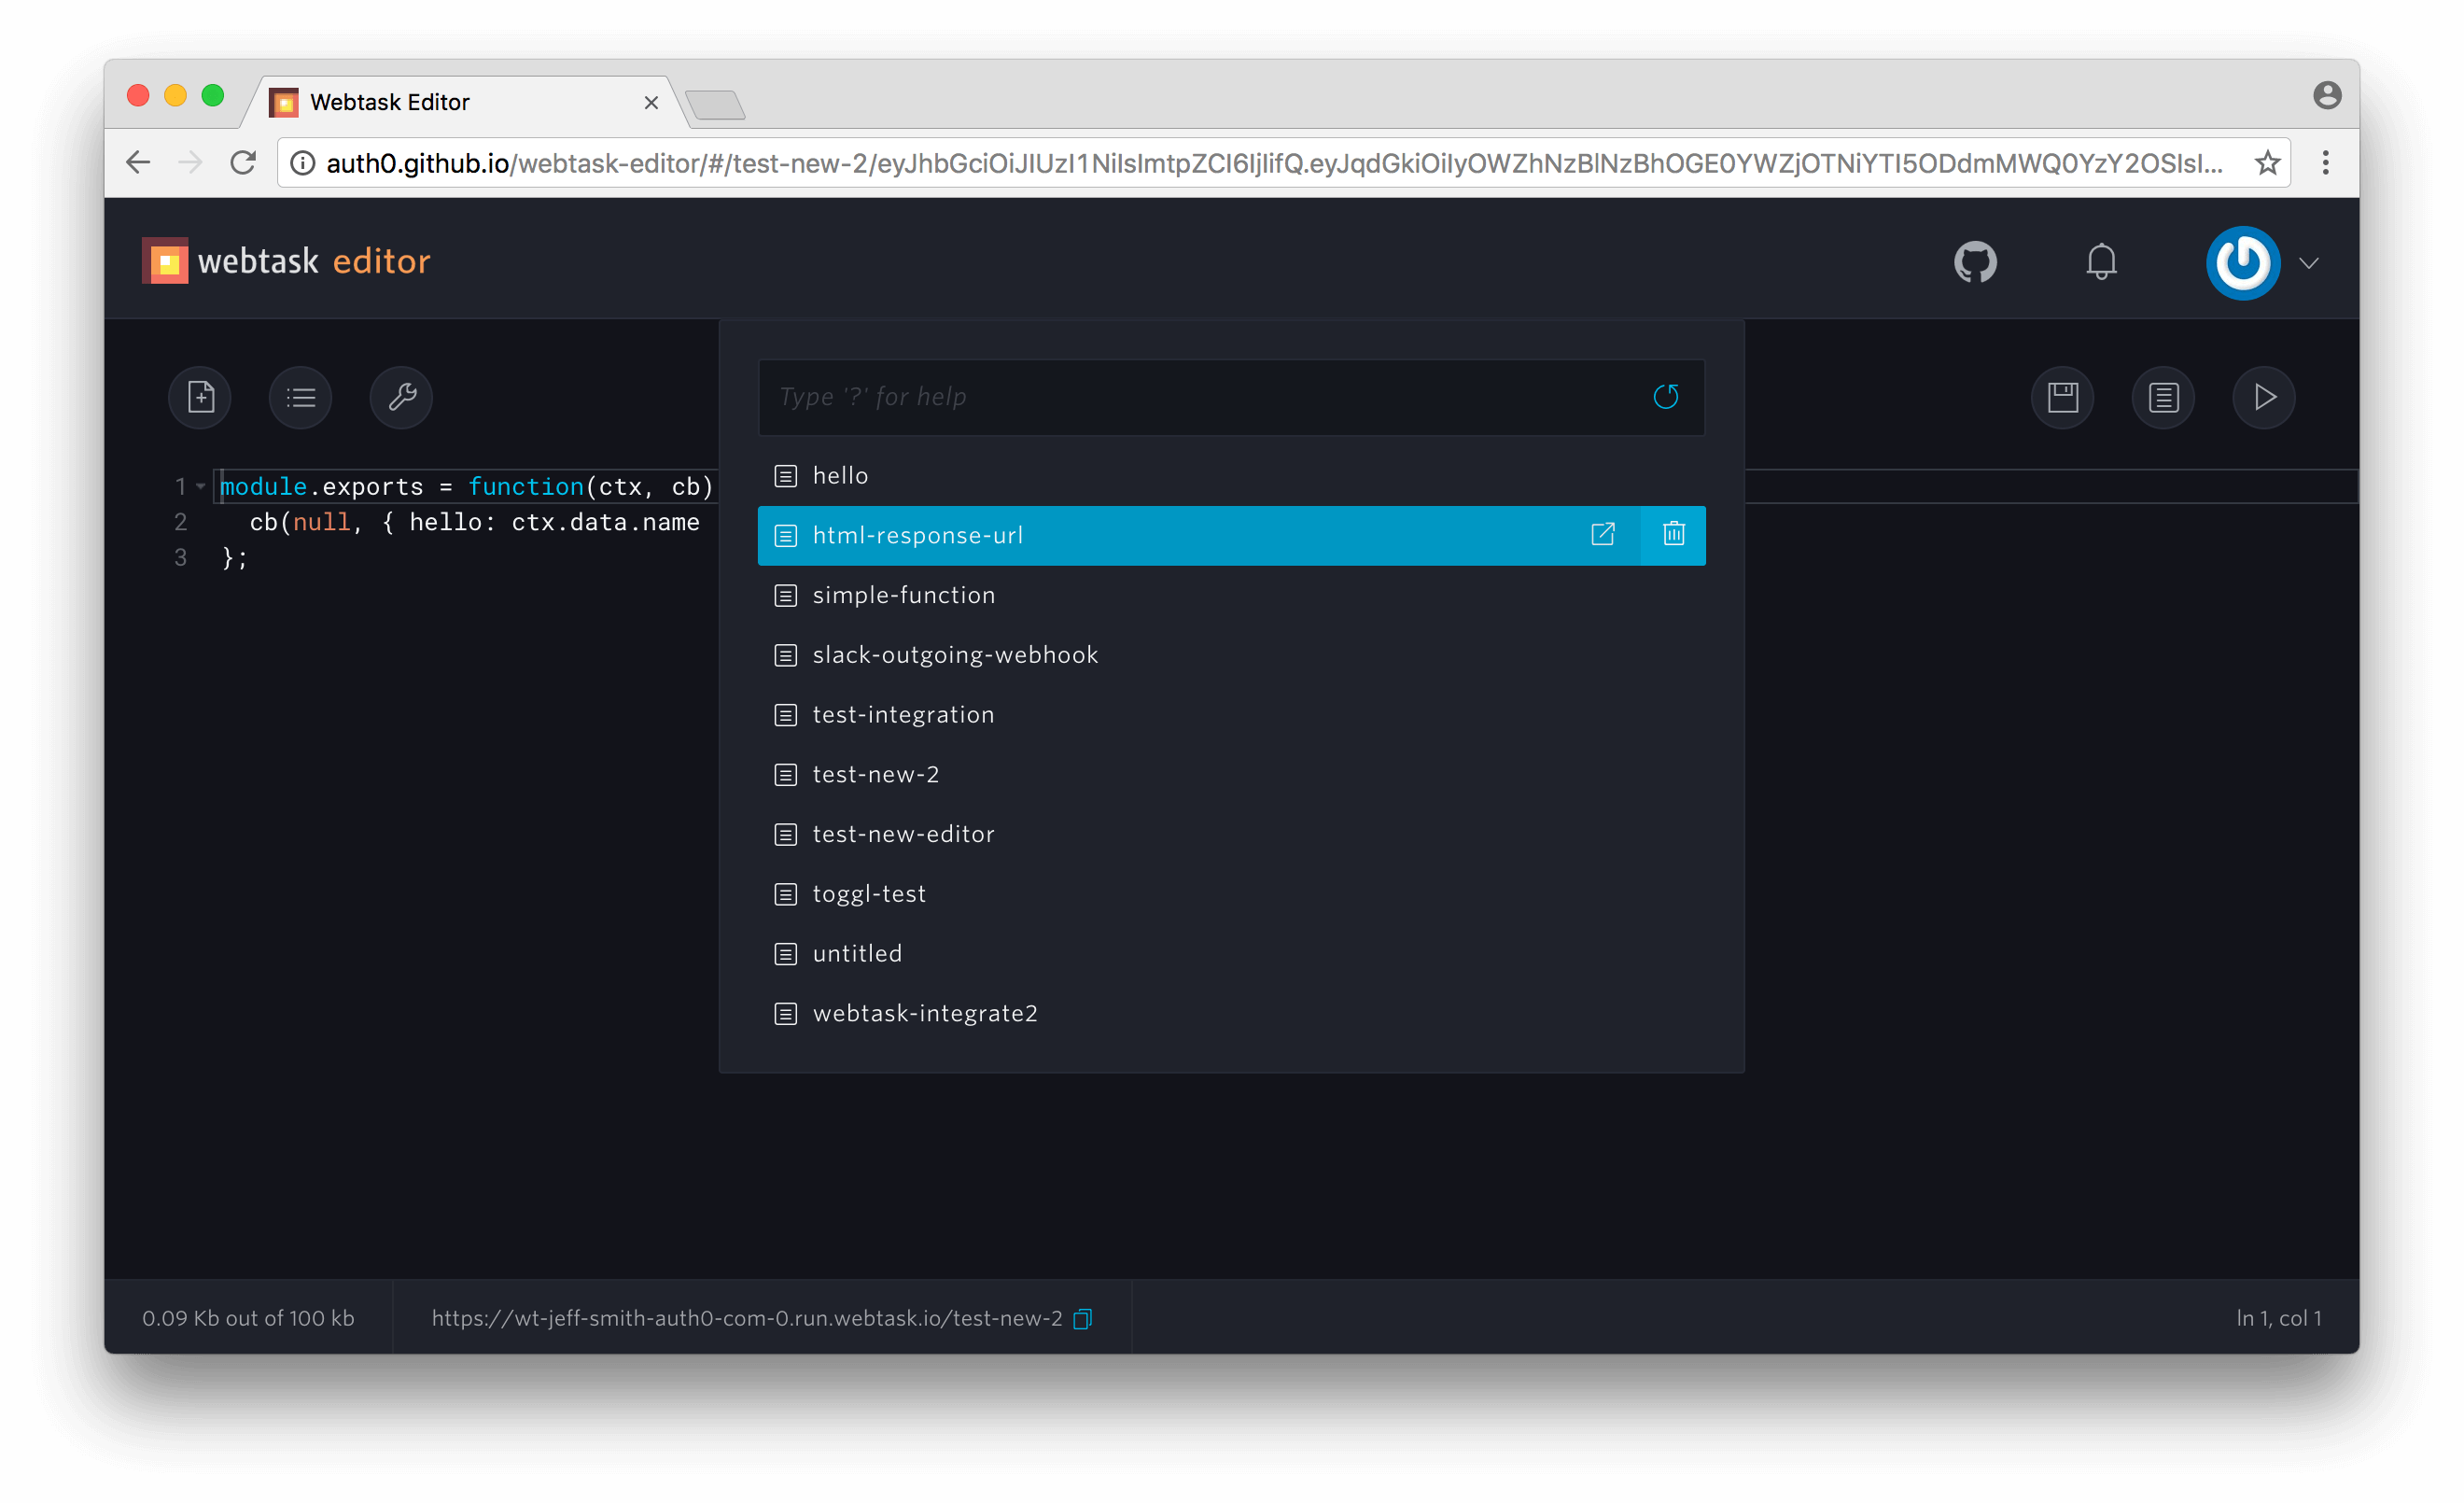 Webtask Editor
auth0.github.io/webtask-editor/#/test-new-2/eyJhbGciOiJIUzI1NiIsImtpZCI6IjIifQ.eyJqdGkiOiIyOWZhNzBlNzBhOGE0YWZjOTNiYTI5ODdmMWQ0YzY2OSIsI...
webtask editor
Type '?' for help
hello
html-response-url
simple-function
slack-outgoing-webhook
test-integration
test-new-2
test-new-editor
toggl-test
untitled
webtask-integrate2
1 module.exports = function(ctx, cb)
2 cb(null, { hello: ctx.data.name
3 };
0.09 Kb out of 100 kb
https://wt-jeff-smith-auth0-com-0.run.webtask.io/test-new-2
ln 1, col 1